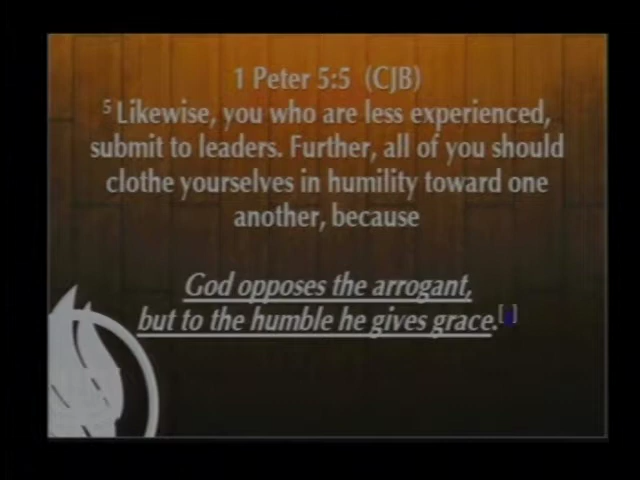 1 Peter 5:5 (CJB)
5 Likewise, you who are less experienced,
submit to leaders. Further, all of you should
clothe yourselves in humility toward one
another, because
God opposes the arrogant,
but to the humble he gives grace.[ ]